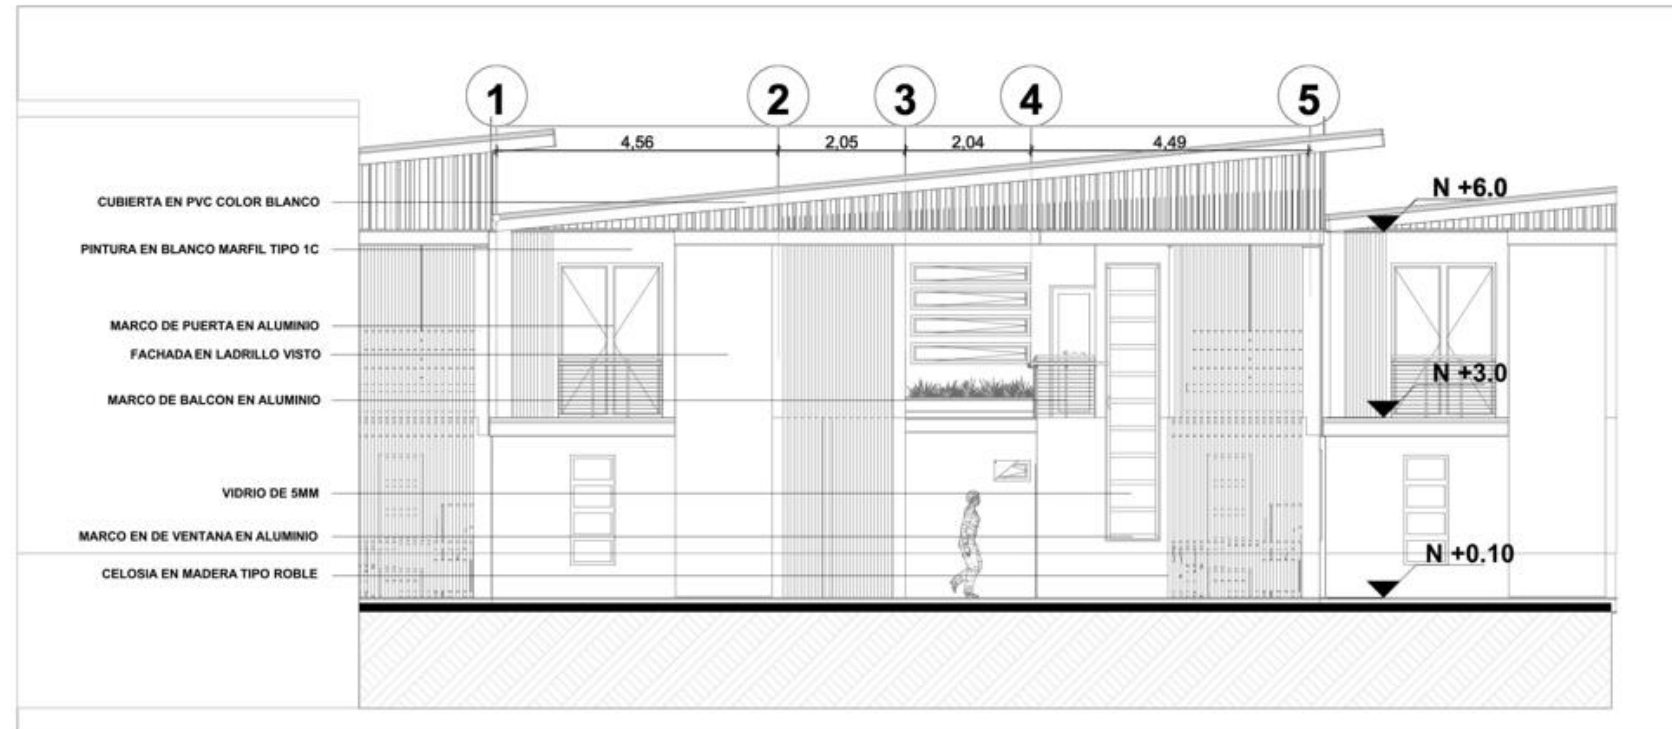 1 2 3 4 5
4,56 2,05 2,04 4,49
N +6.0
CUBIERTA EN PVC COLOR BLANCO
PINTURA EN BLANCO MARFIL TIPO 1C
MARCO DE PUERTA EN ALUMINIO
FACHADA EN LADRILLO VISTO
N +3.0
MARCO DE BALCON EN ALUMINIO
VIDRIO DE 5MM
MARCO EN DE VENTANA EN ALUMINIO
N +0.10
CELOSIA EN MADERA TIPO ROBLE